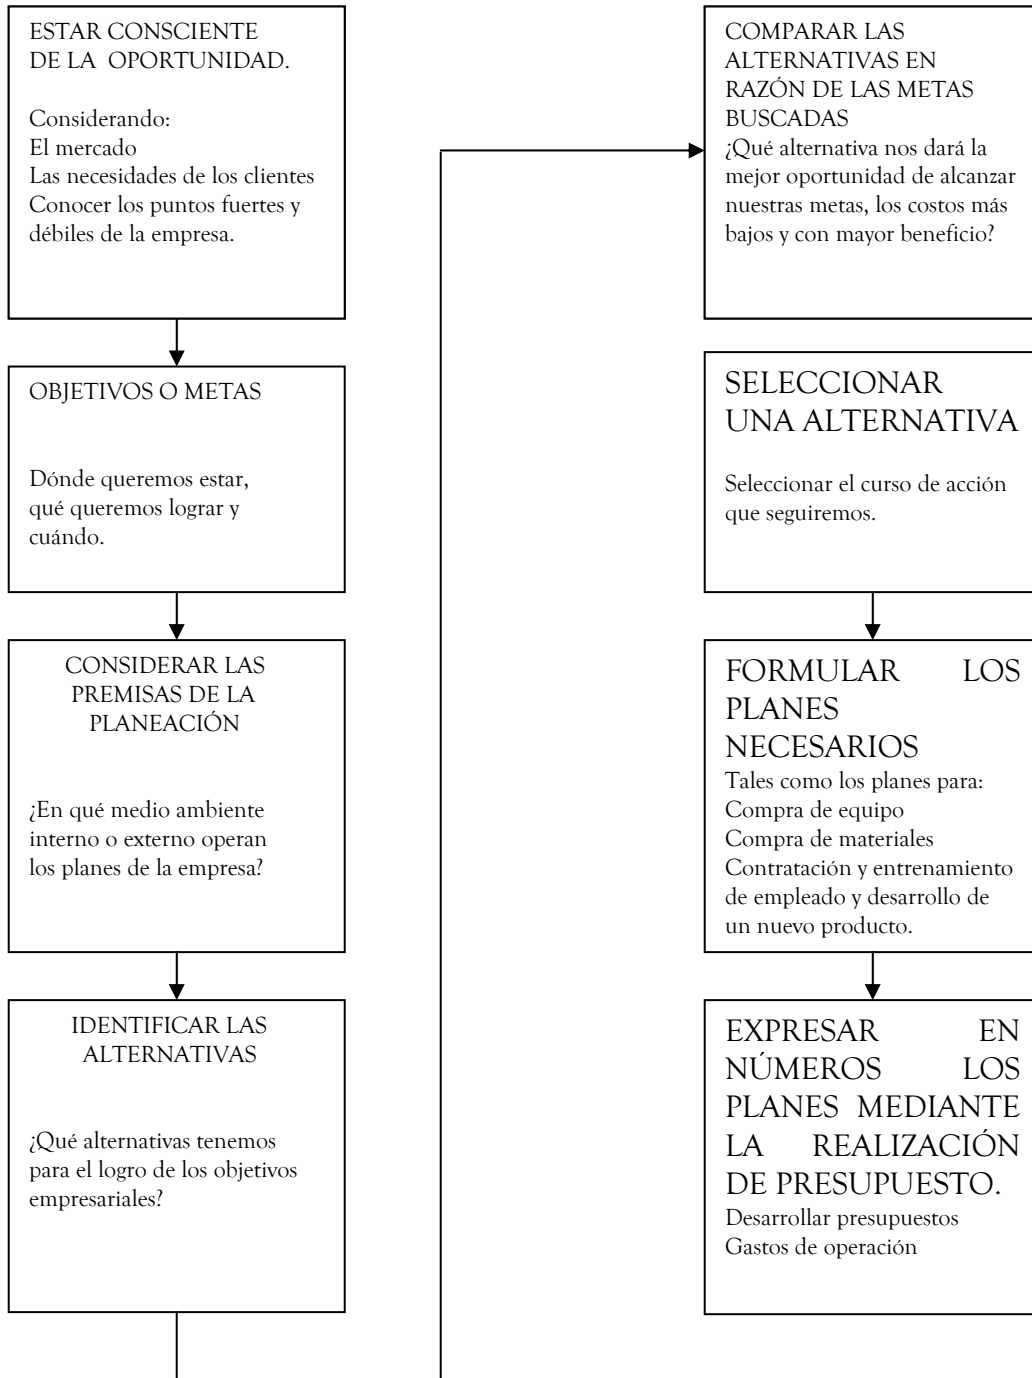 ESTAR CONSCIENTE
DE LA OPORTUNIDAD.
Considerando:
El mercado
Las necesidades de los clientes
Conocer los puntos fuertes y
débiles de la empresa.
OBJETIVOS O METAS
Dónde queremos estar,
qué queremos lograr y
cuándo.
CONSIDERAR LAS
PREMISAS DE LA
PLANEACIÓN
¿En qué medio ambiente
interno o externo operan
los planes de la empresa?
IDENTIFICAR LAS
ALTERNATIVAS
¿Qué alternativas tenemos
para el logro de los objetivos
empresariales?
COMPARAR LAS
ALTERNATIVAS EN
RAZÓN DE LAS METAS
BUSCADAS
¿Qué alternativa nos dará la
mejor oportunidad de alcanzar
nuestras metas, los costos más
bajos y con mayor beneficio?
SELECCIONAR
UNA ALTERNATIVA
Seleccionar el curso de acción
que seguiremos.
FORMULAR LOS
PLANES
NECESARIOS
Tales como los planes para:
Compra de equipo
Compra de materiales
Contratación y entrenamiento
de empleado y desarrollo de
un nuevo producto.
EXPRESAR EN
NÚMEROS LOS
PLANES MEDIANTE
LA REALIZACIÓN
DE PRESUPUESTO.
Desarrollar presupuestos
Gastos de operación